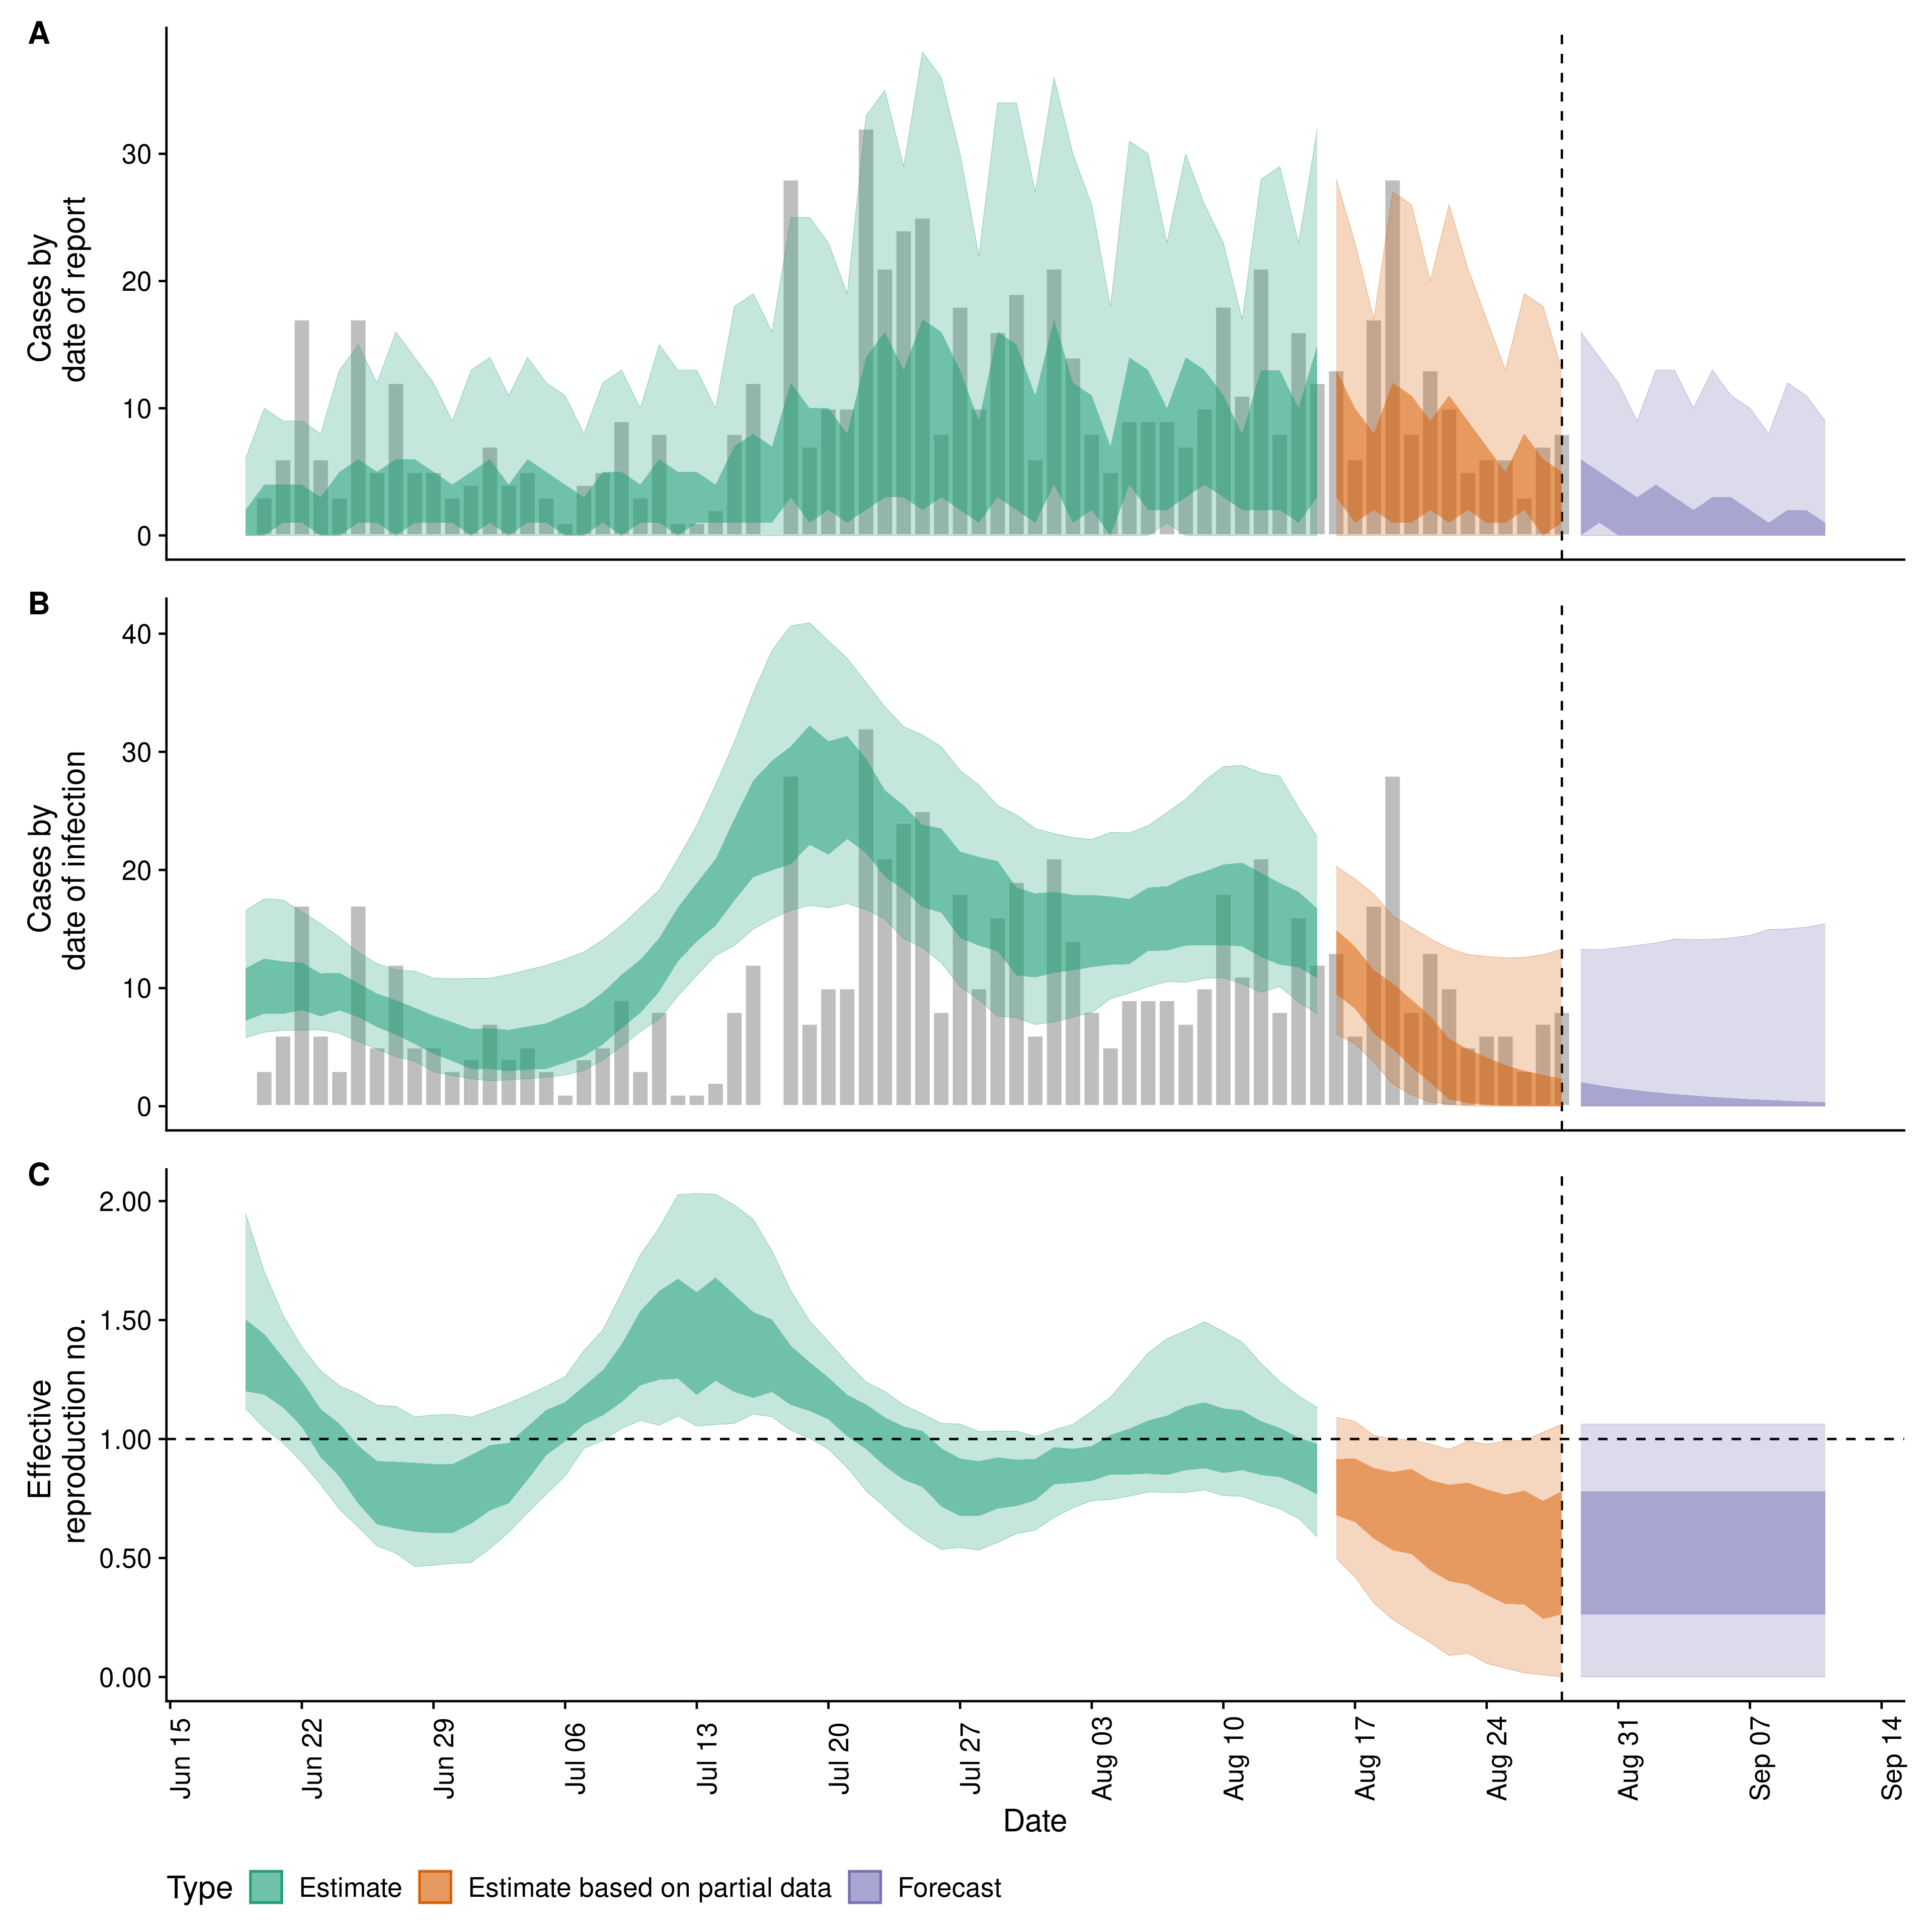 A
Cases by
date of report
30
20
10
0
B
Cases by
date of infection
40
30
20
10
0
C
Effective
reproduction no.
2.00
1.50
1.00
0.50
0.00
Jun 15
Jun 22
Jun 29
Jul 06
Jul 13
Jul 20
Jul 27
Aug 03
Aug 10
Aug 17
Aug 24
Aug 31
Sep 07
Sep 14
Date
Type Estimate Estimate based on partial data Forecast